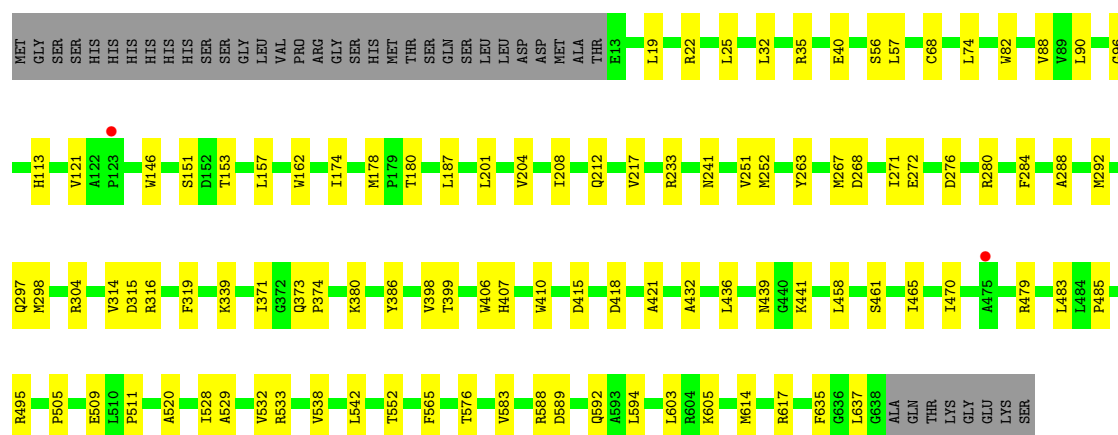 MET GLY SER SER HIS HIS HIS HIS HIS HIS SER SER GLY LEU VAL PRO ARG GLY SER HIS MET THR SER GLN SER LEU LEU ASP ASP MET ALA THR E13 L19 R22 L25 L32 R35 E40 S56 L57 C68 L74 W82 V88 V89 L90
H113 V121 A122 P123 W146 S151 D152 T153 L157 W162 I174 M178 P179 T180 L187 L201 V204 I208 Q212 V217 R233 N241 V251 M252 Y263 M267 D268 I271 E272 D276 R280 F284 A288 M292
Q297 M298 R304 V314 D315 R316 F319 K339 I371 G372 Q373 P374 K380 Y386 V398 T399 W406 H407 W410 D415 D418 A421 A432 L436 N439 G440 K441 L458 S461 I465 I470 A475 R479 L483 L484 P485
R495 P505 E509 L510 P511 A520 I528 A529 V532 R533 V538 L542 T552 F565 T576 V583 R588 D589 Q592 A593 L594 L603 R604 K605 M614 R617 F635 G636 L637 G638 ALA GLN THR LYS GLY GLU LYS SER